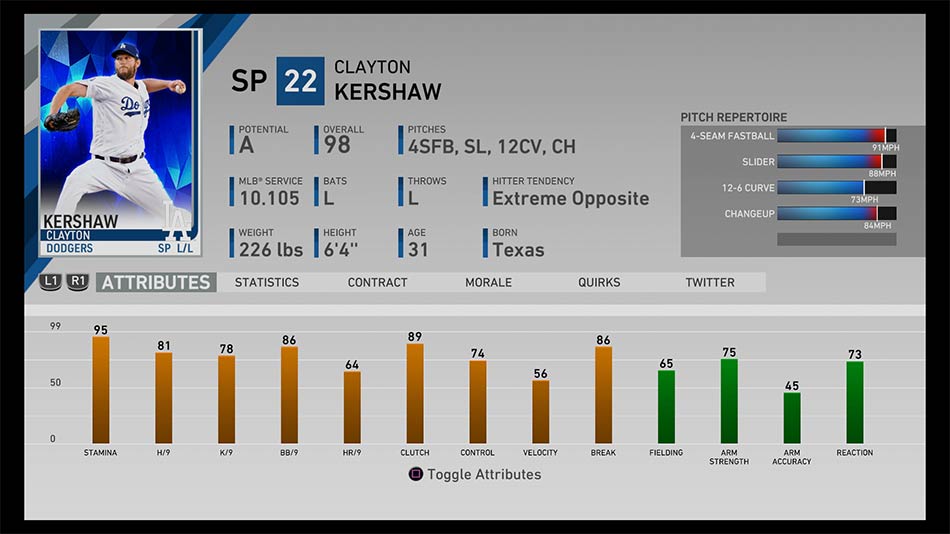 SP 22 CLAYTON
KERSHAW
POTENTIAL OVERALL PITCHES
A 98 4SFB, SL, 12CV, CH
MLB® SERVICE BATS THROWS HITTER TENDENCY
10.105 L L Extreme Opposite
WEIGHT HEIGHT AGE BORN
226 lbs 6'4" 31 Texas
Dodgers
KERSHAW
LA
CLAYTON
DODGERS SP L/L
PITCH REPERTOIRE
4-SEAM FASTBALL
91MPH
SLIDER
88MPH
12-6 CURVE
73MPH
CHANGEUP
84MPH
L1 R1 ATTRIBUTES STATISTICS CONTRACT MORALE QUIRKS TWITTER
99
50
0
95 81 78 86 64 89 74 56 86 65 75 45 73
STAMINA H/9 K/9 BB/9 HR/9 CLUTCH CONTROL VELOCITY BREAK FIELDING ARM STRENGTH ARM ACCURACY REACTION
Toggle Attributes